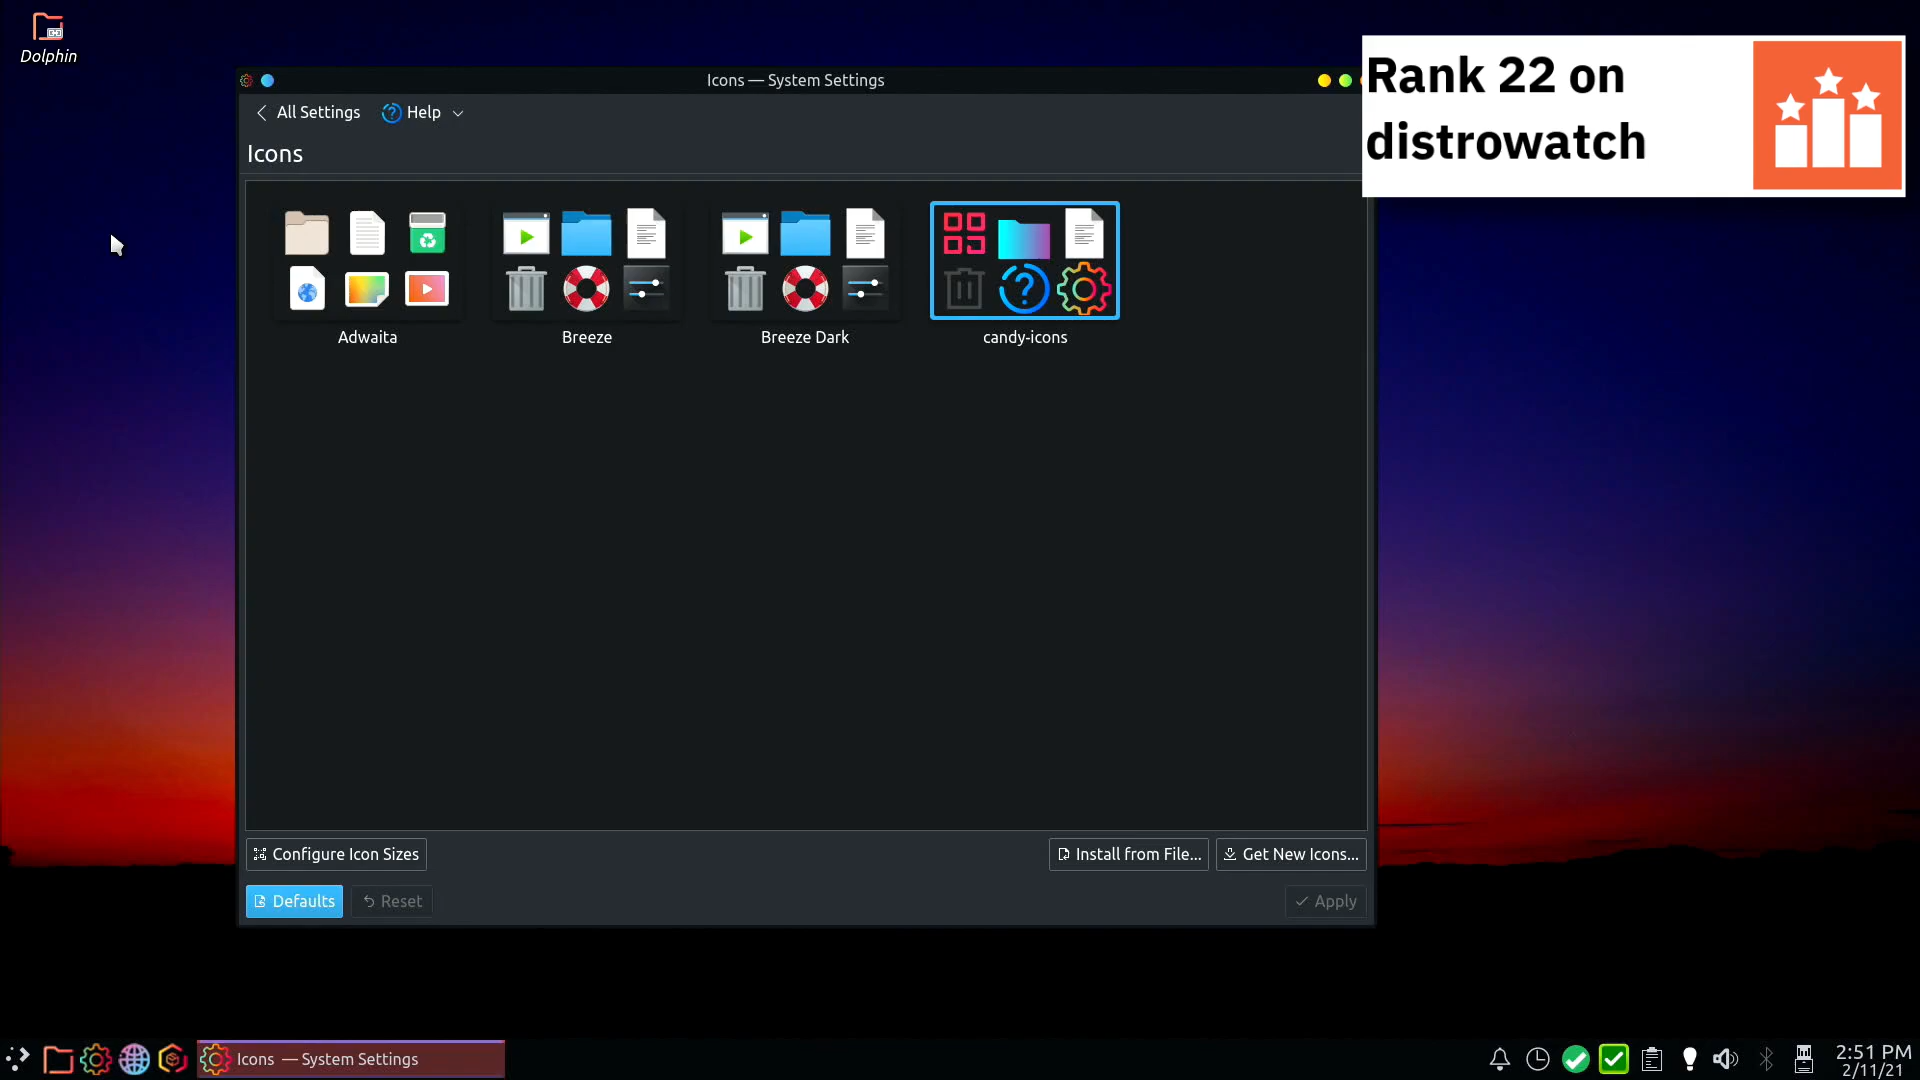 Dolphin
Icons — System Settings
Rank 22 on
distrowatch
All Settings
Help
Icons
Adwaita
Breeze
Breeze Dark
candy-icons
Configure Icon Sizes
Install from File...
Get New Icons...
Defaults
Reset
Apply
Icons — System Settings
2:51 PM
2/11/21